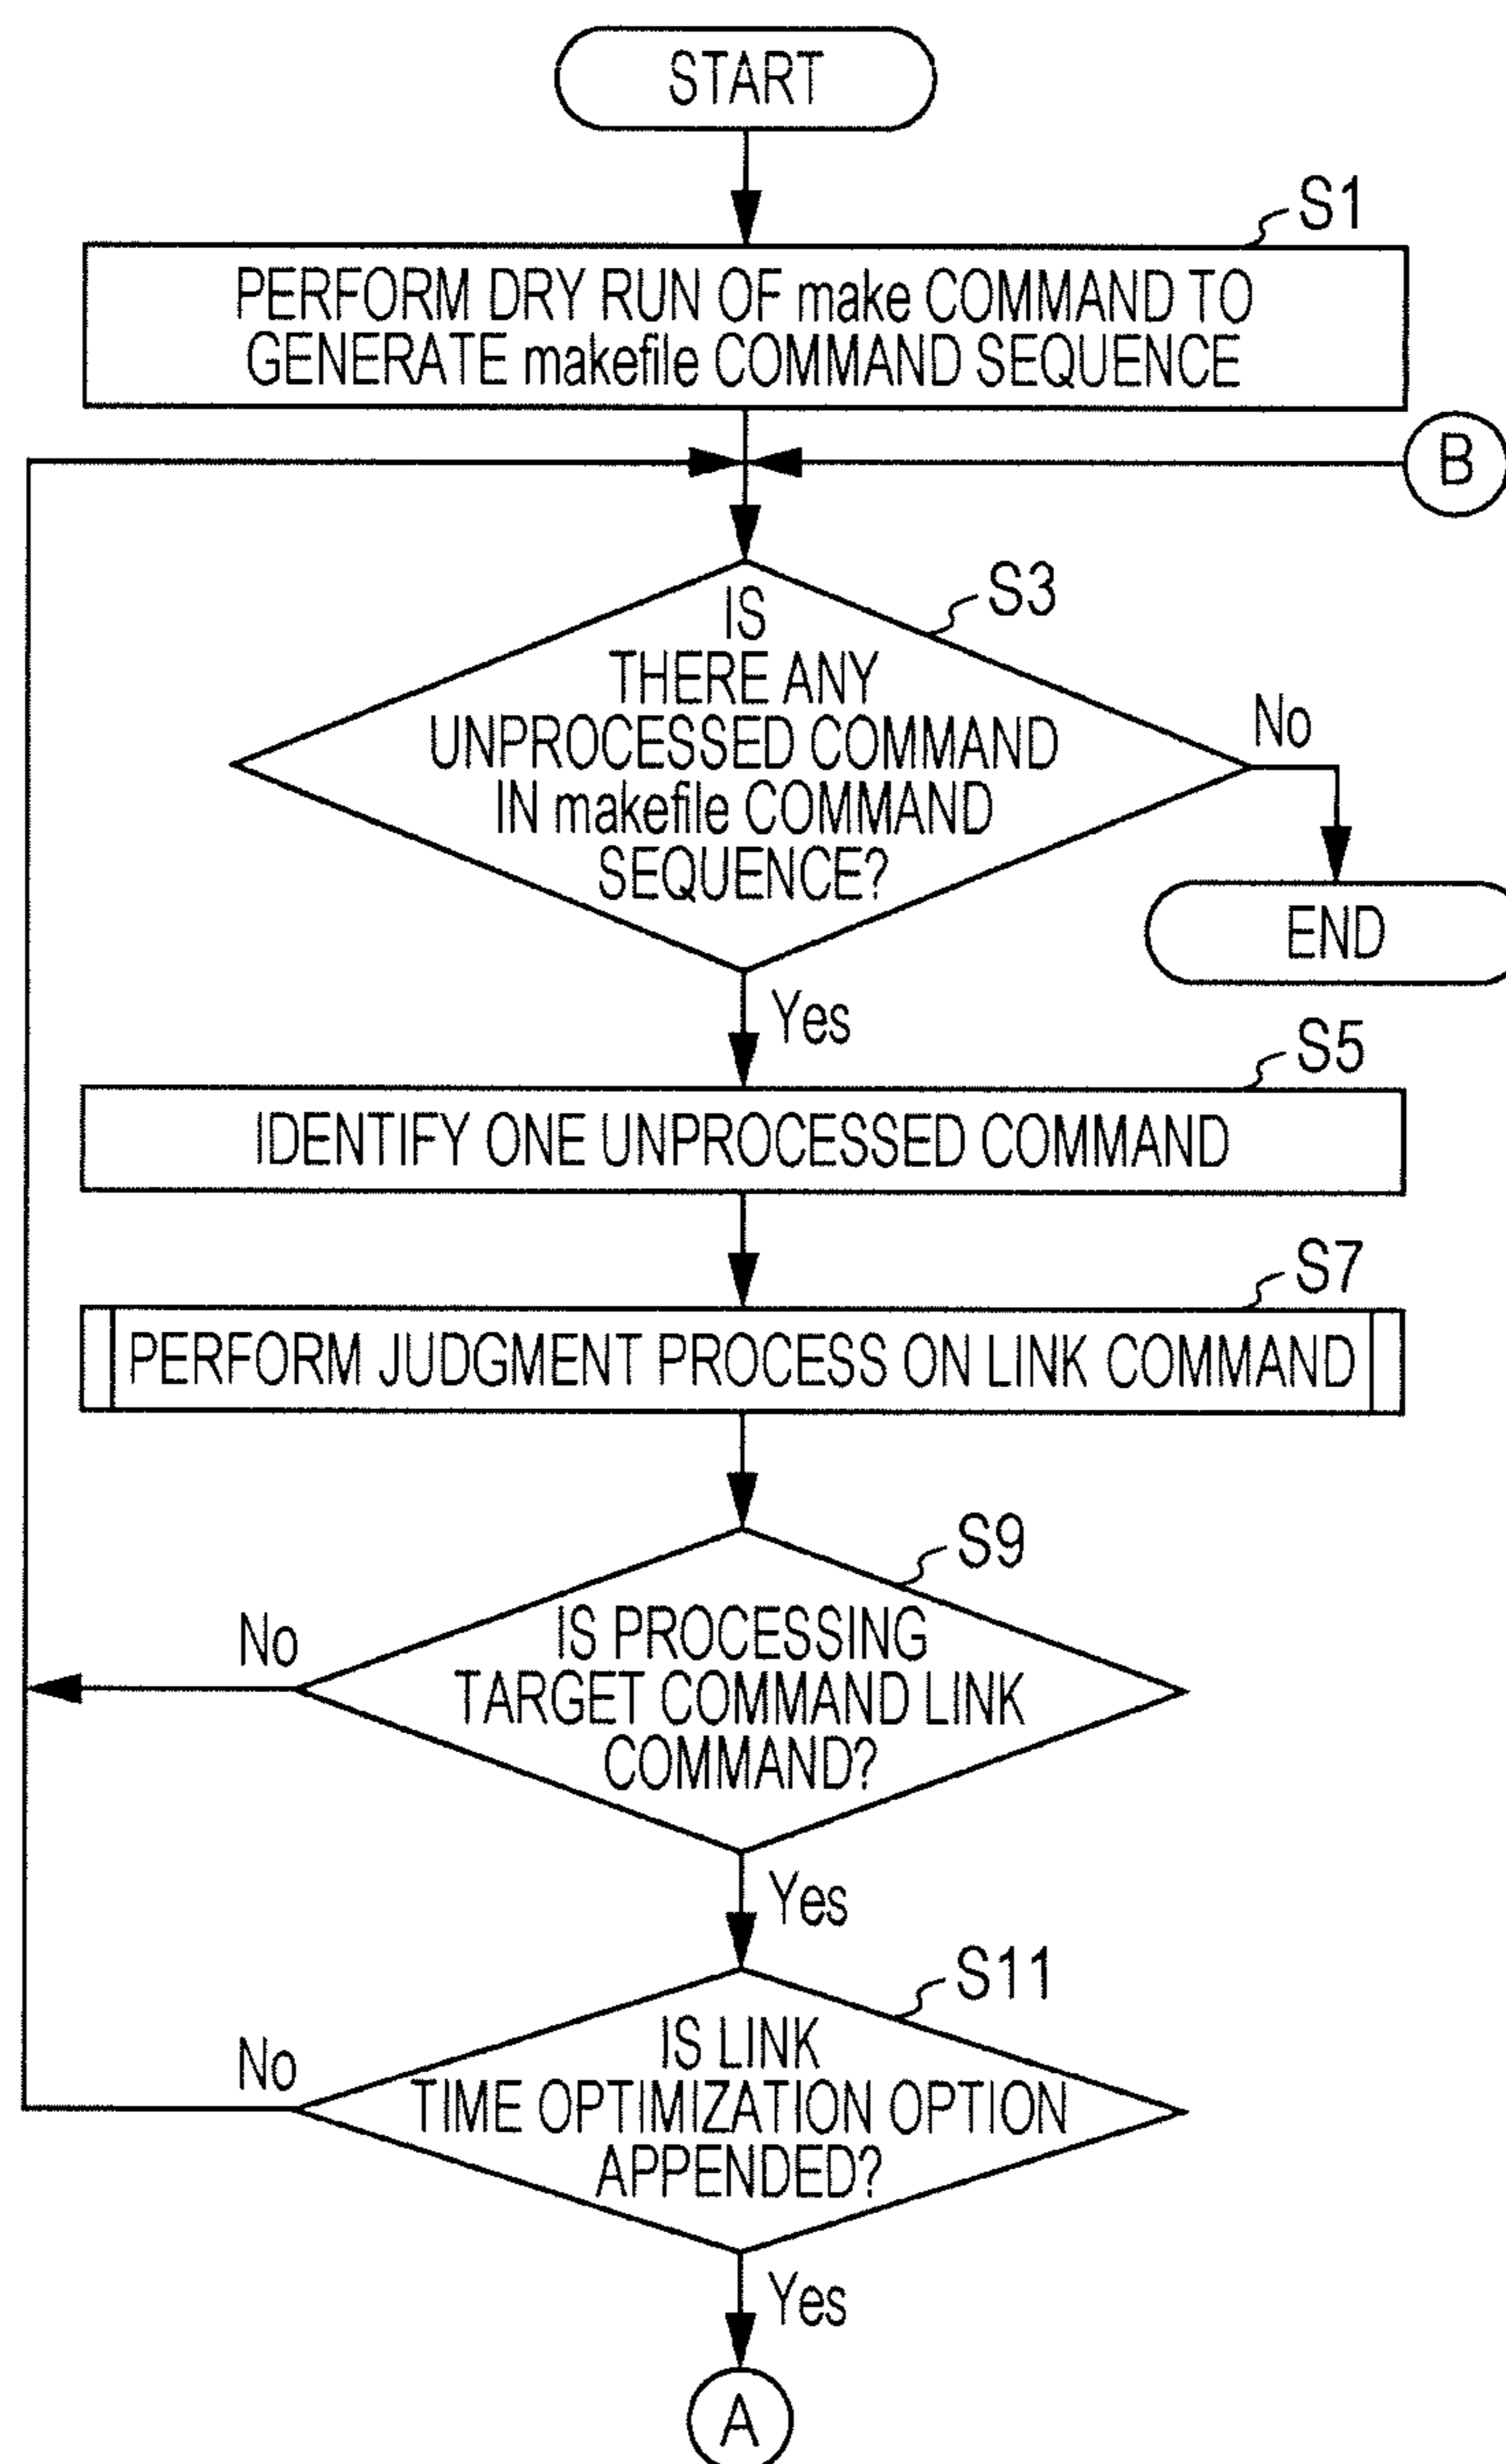 START
S1
PERFORM DRY RUN OF make COMMAND TO
GENERATE makefile COMMAND SEQUENCE
B
S3
IS
THERE ANY
UNPROCESSED COMMAND
IN makefile COMMAND
SEQUENCE?
No
END
Yes
S5
IDENTIFY ONE UNPROCESSED COMMAND
S7
PERFORM JUDGMENT PROCESS ON LINK COMMAND
S9
IS PROCESSING
TARGET COMMAND LINK
COMMAND?
No
Yes
S11
IS LINK
TIME OPTIMIZATION OPTION
APPENDED?
No
Yes
A